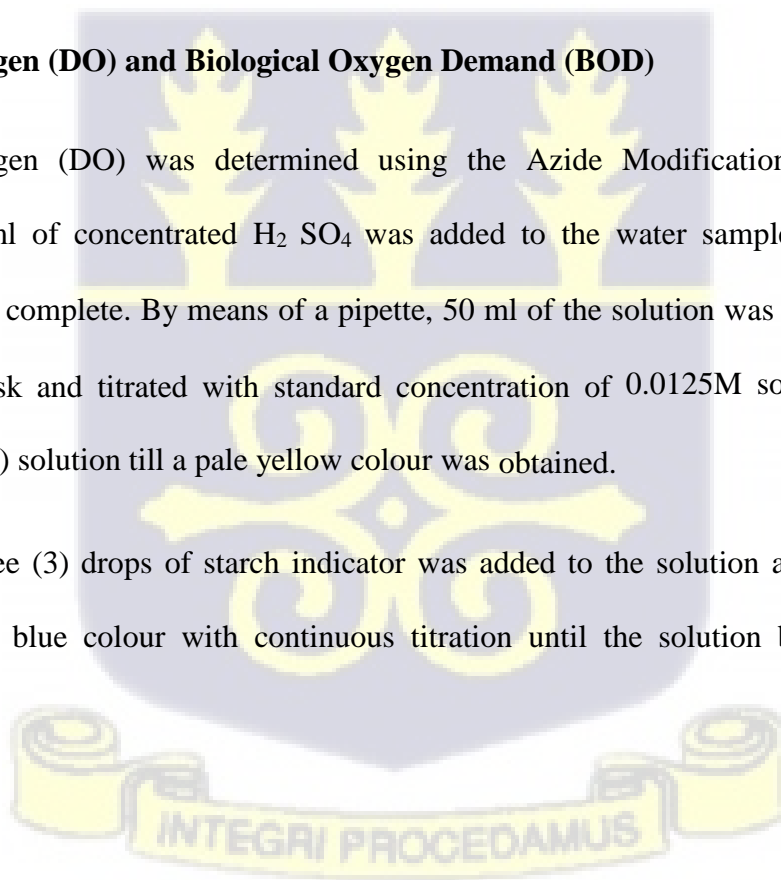 gen (DO) and Biological Oxygen Demand (BOD)
gen (DO) was determined using the Azide Modification
ml of concentrated H₂ SO₄ was added to the water sample
complete. By means of a pipette, 50 ml of the solution was
sk and titrated with standard concentration of 0.0125M so
) solution till a pale yellow colour was obtained.
ee (3) drops of starch indicator was added to the solution a
blue colour with continuous titration until the solution b
INTEGRI PROCEDAMUS